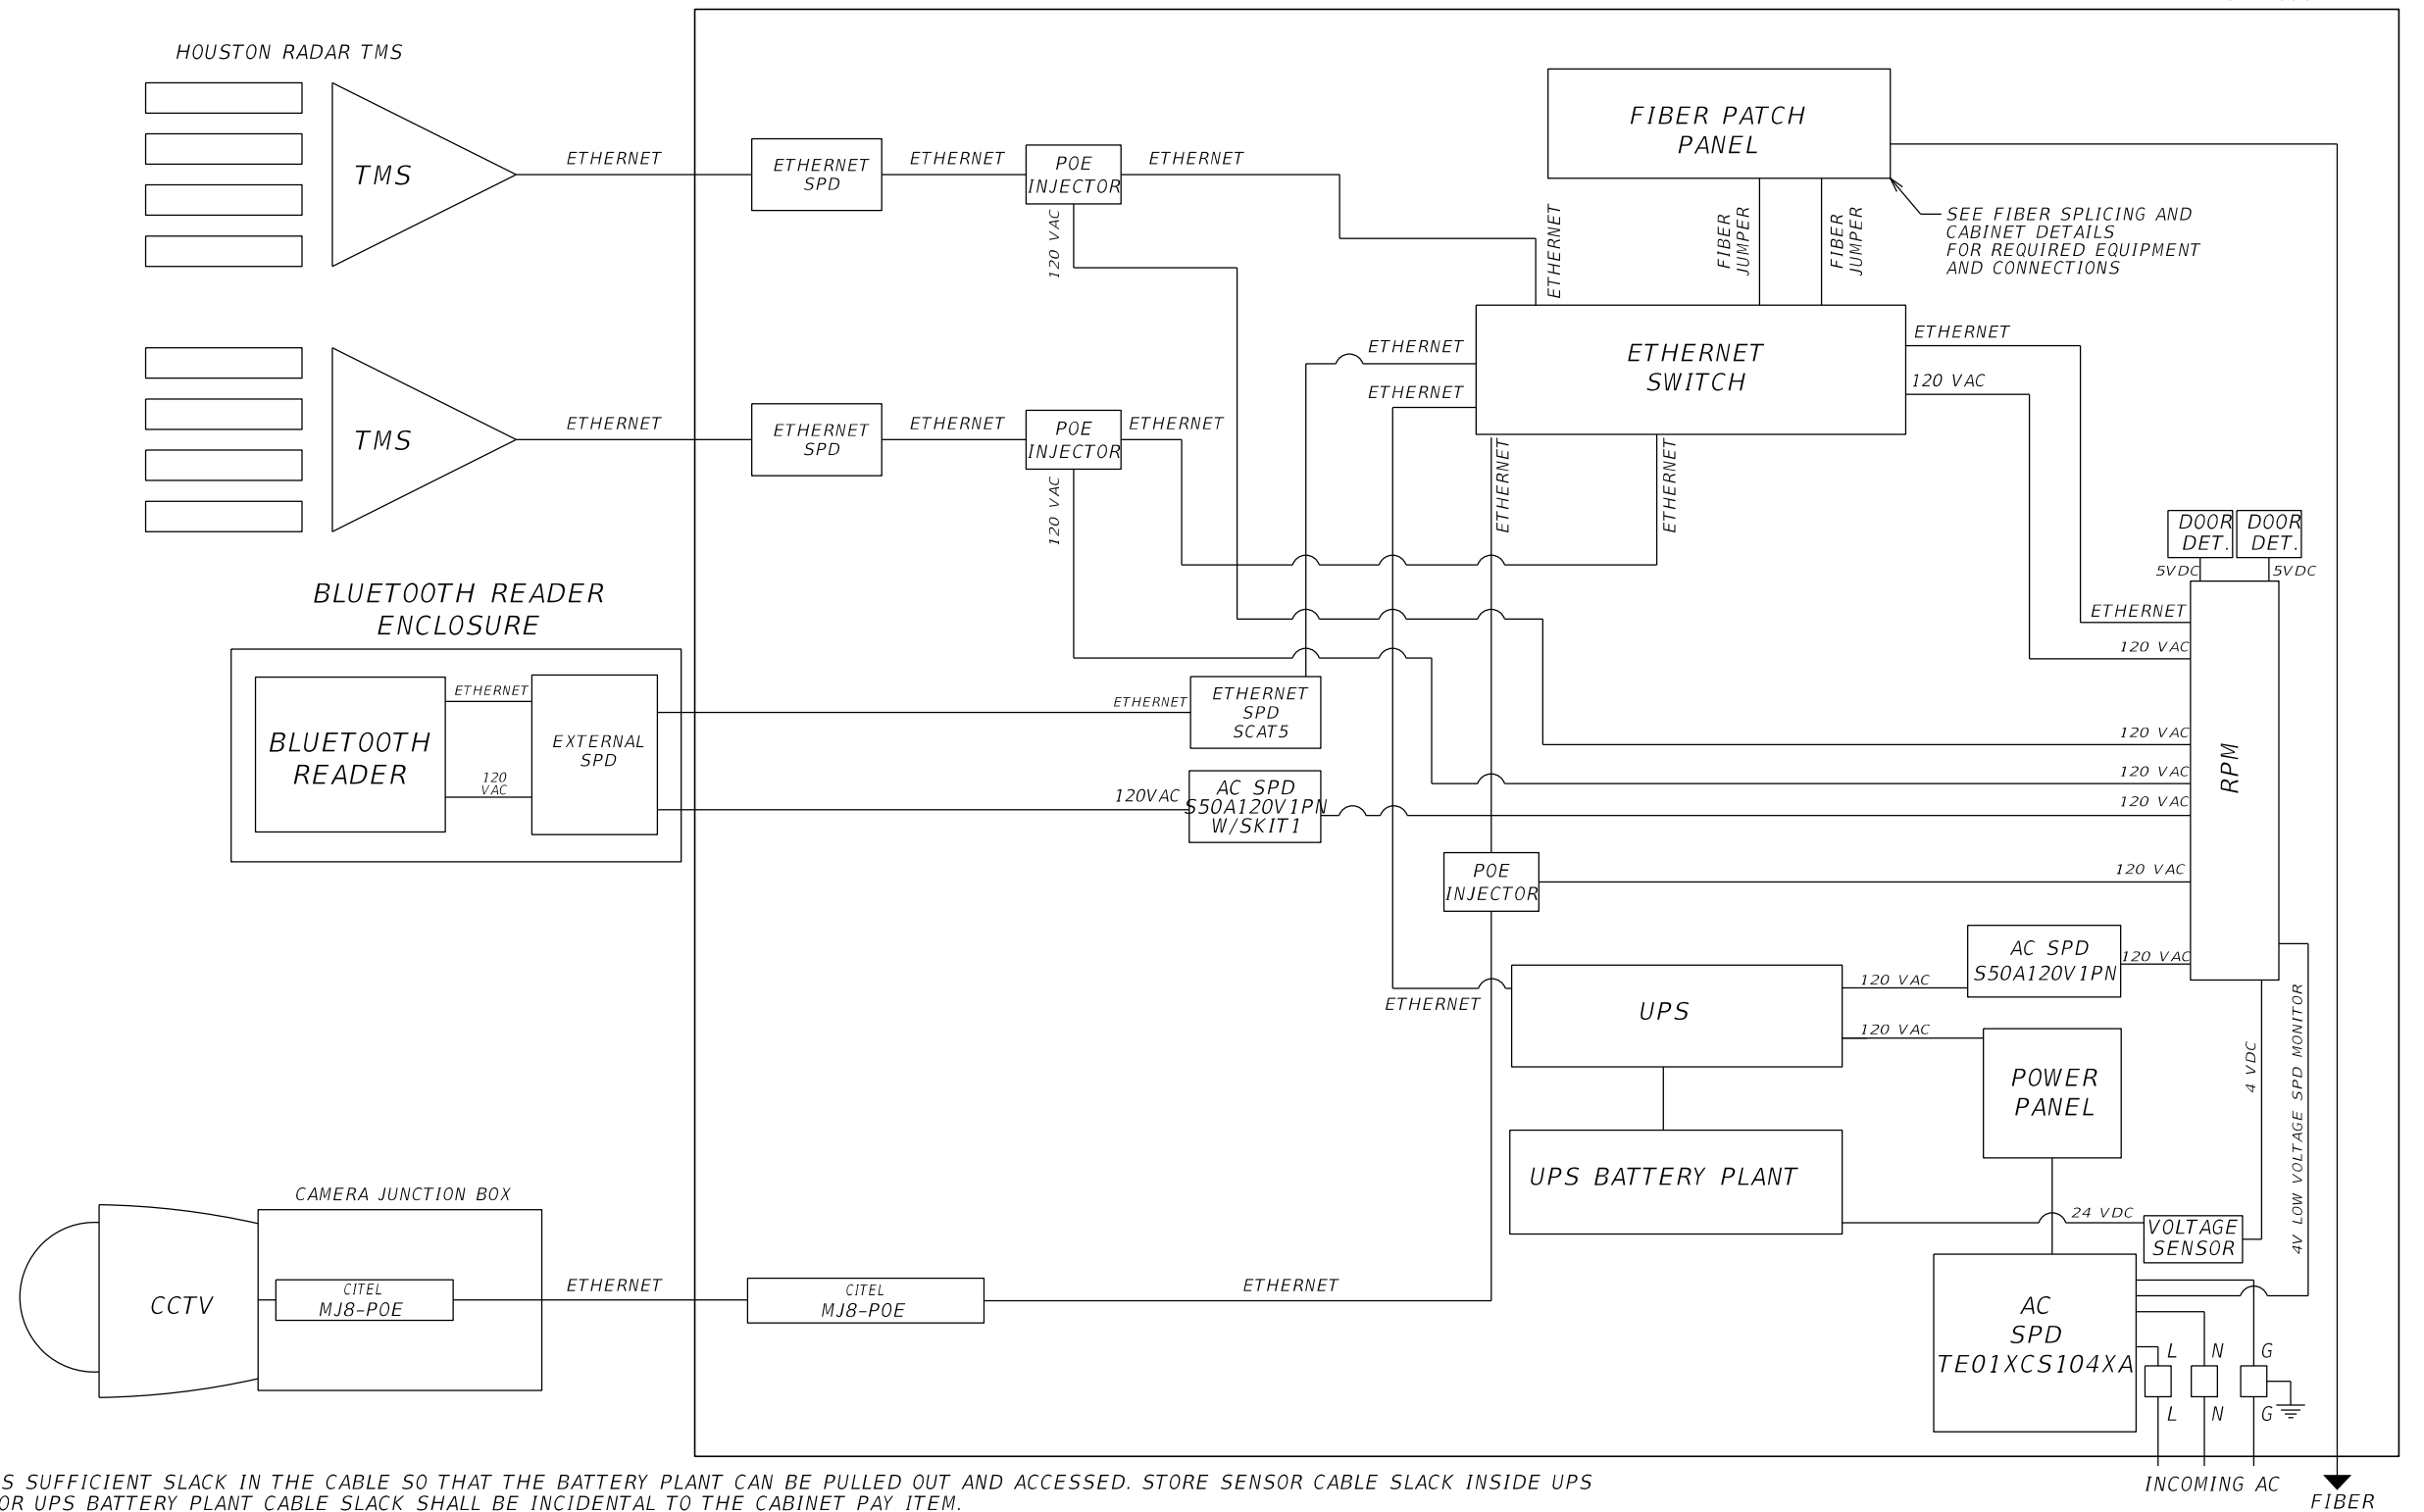 HOUSTON RADAR TMS
TMS
ETHERNET
ETHERNET
SPD
ETHERNET
POE
INJECTOR
ETHERNET
120 VAC
ETHERNET
FIBER PATCH
PANEL
FIBER
JUMPER
FIBER
JUMPER
SEE FIBER SPLICING AND
CABINET DETAILS
FOR REQUIRED EQUIPMENT
AND CONNECTIONS
TMS
ETHERNET
ETHERNET
SPD
ETHERNET
POE
INJECTOR
ETHERNET
120 VAC
ETHERNET
ETHERNET
ETHERNET
SWITCH
ETHERNET
120 VAC
ETHERNET
ETHERNET
DOOR
DET.
DOOR
DET.
5VDC
5VDC
ETHERNET
120 VAC
120 VAC
120 VAC
120 VAC
120 VAC
120 VAC
RPM
BLUETOOTH READER
ENCLOSURE
BLUETOOTH
READER
ETHERNET
120
VAC
EXTERNAL
SPD
ETHERNET
ETHERNET
SPD
SCAT5
120VAC
AC SPD
S50A120V1PN
W/SKIT1
POE
INJECTOR
ETHERNET
UPS
120 VAC
AC SPD
S50A120V1PN
120 VAC
POWER
PANEL
4 VDC
4V LOW VOLTAGE SPD MONITOR
UPS BATTERY PLANT
24 VDC
VOLTAGE
SENSOR
CAMERA JUNCTION BOX
CCTV
CITEL
MJ8-POE
ETHERNET
CITEL
MJ8-POE
ETHERNET
AC
SPD
TE01XCS104XA
L
N
G
L
N
G
INCOMING AC
FIBER
S SUFFICIENT SLACK IN THE CABLE SO THAT THE BATTERY PLANT CAN BE PULLED OUT AND ACCESSED. STORE SENSOR CABLE SLACK INSIDE UPS
OR UPS BATTERY PLANT CABLE SLACK SHALL BE INCIDENTAL TO THE CABINET PAY ITEM.